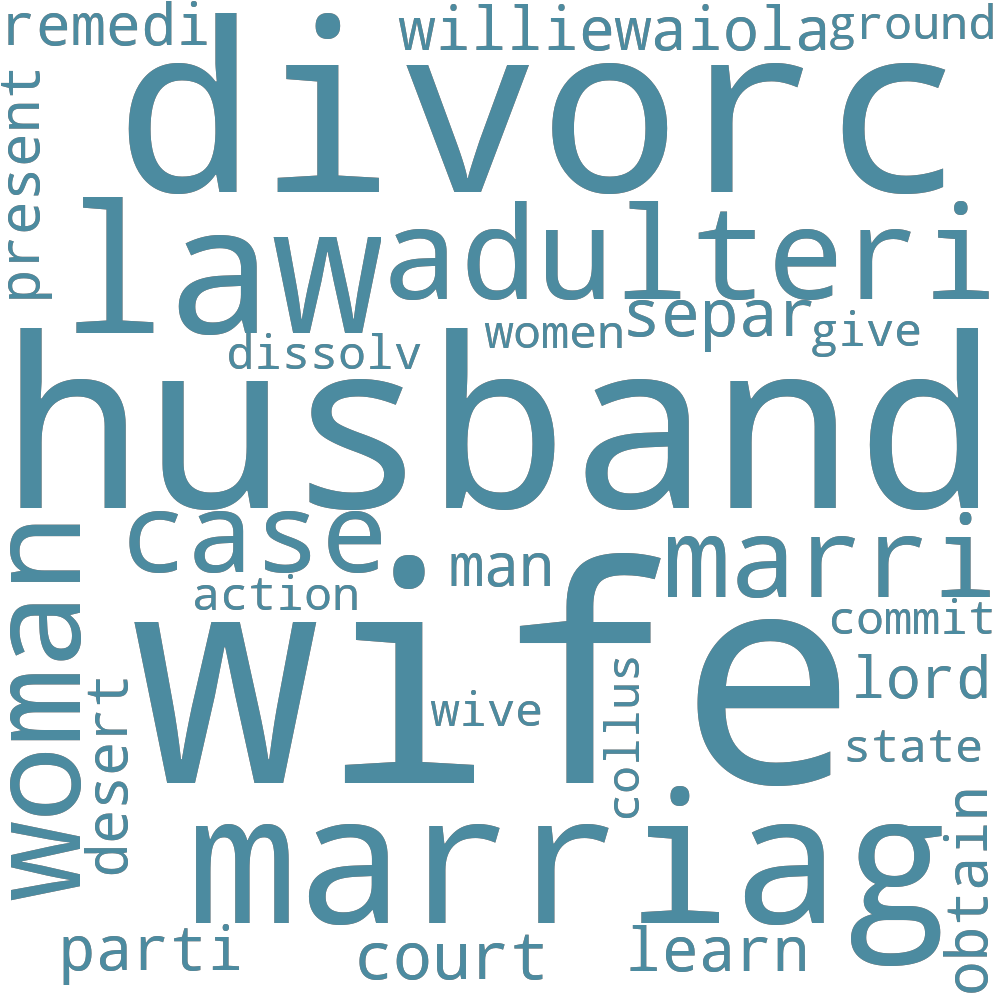 remedi
williewaiola
ground
divorc
present
law
adulteri
separ
women
give
dissolv
husband
case
woman
man
marri
action
commit
wife
lord
wive
collus
desert
state
marriag
obtain
parti
court
learn